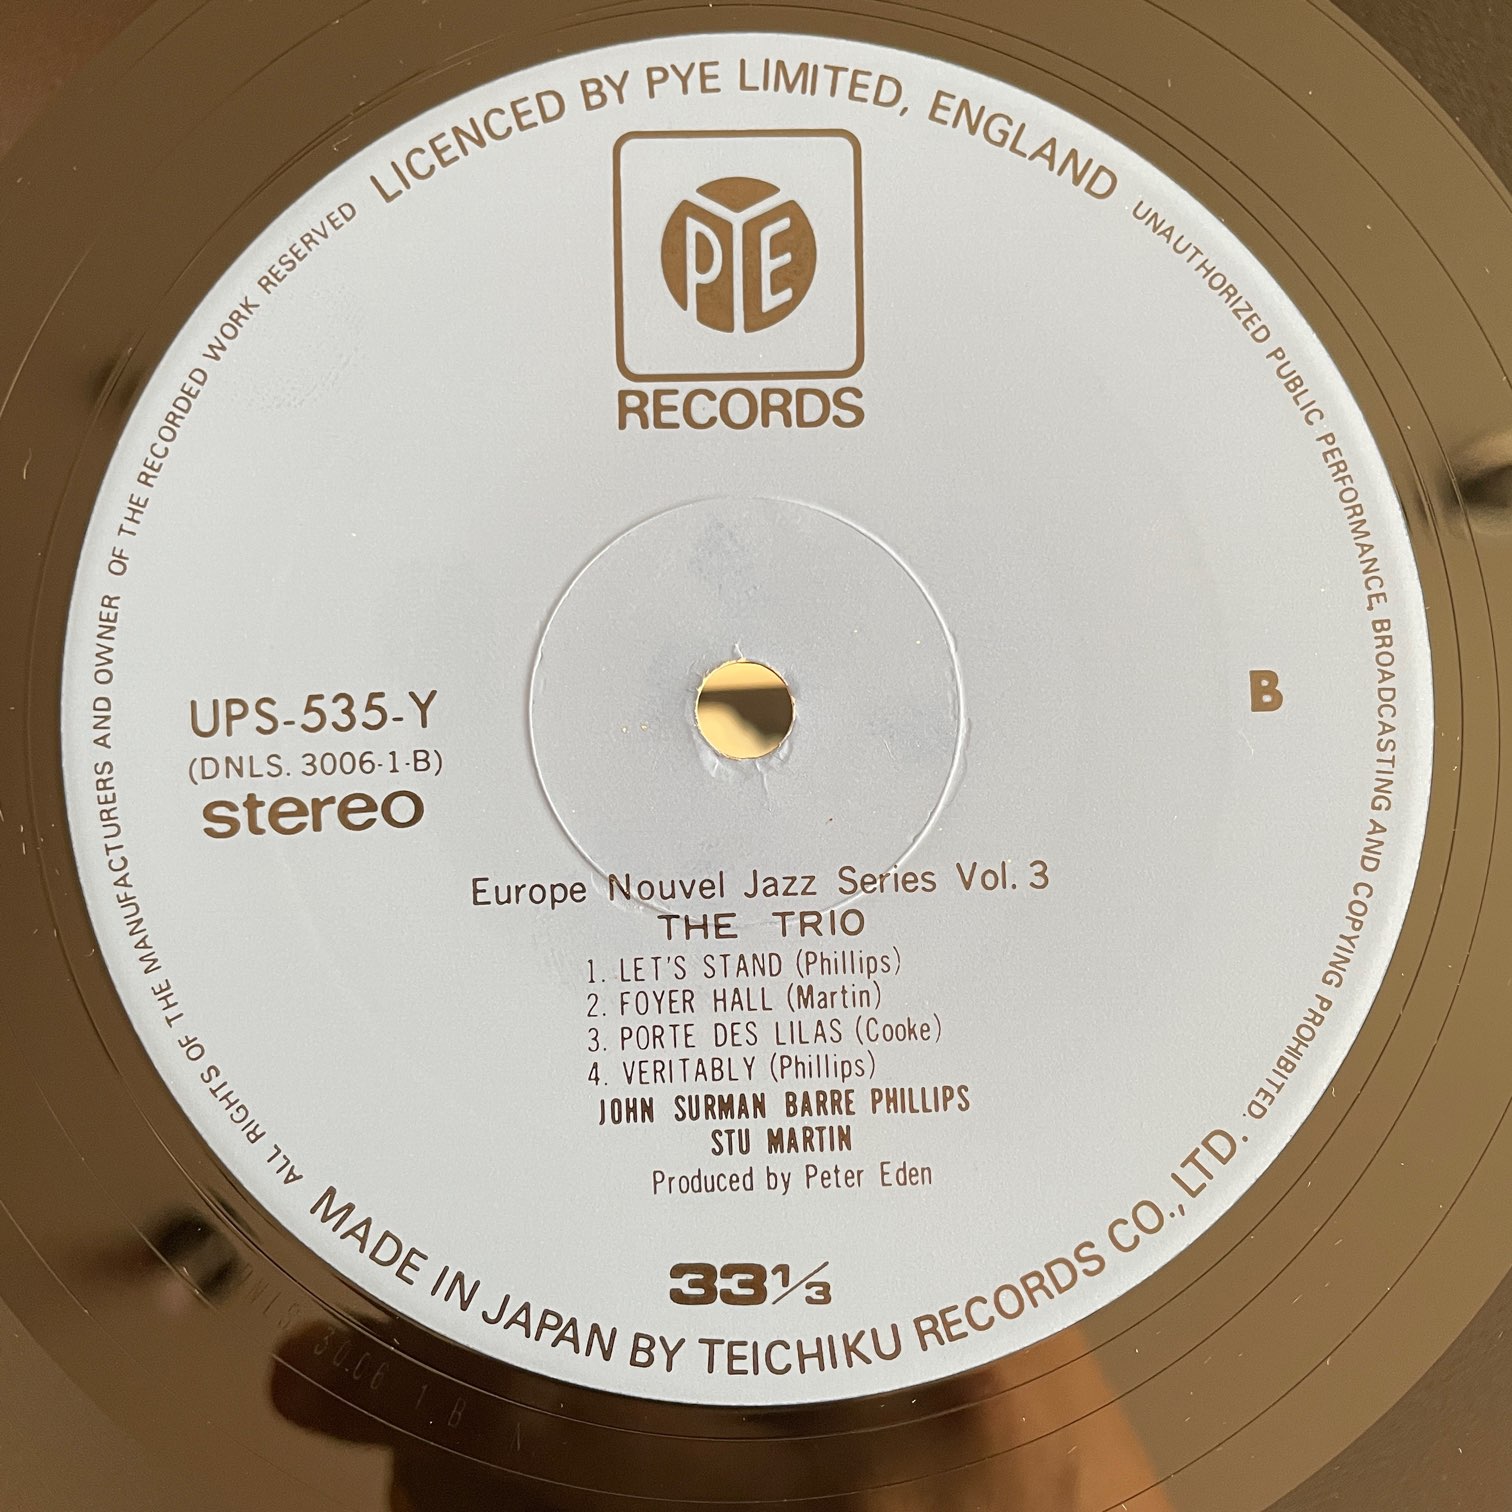 LICENCED BY PYE LIMITED, ENGLAND
UNAUTHORIZED PUBLIC PERFORMANCE, BROADCASTING AND COPYING PROHIBITED.
ALL RIGHTS OF THE MANUFACTURERS AND OWNER OF THE RECORDED WORK RESERVED
PYE
RECORDS
UPS-535-Y
(DNLS. 3006-1-B)
stereo
B
Europe Nouvel Jazz Series Vol. 3
THE TRIO
1. LET'S STAND (Phillips)
2. FOYER HALL (Martin)
3. PORTE DES LILAS (Cooke)
4. VERITABLY (Phillips)
JOHN SURMAN BARRE PHILLIPS
STU MARTIN
Produced by Peter Eden
33 1/3
MADE IN JAPAN BY TEICHIKU RECORDS CO., LTD.